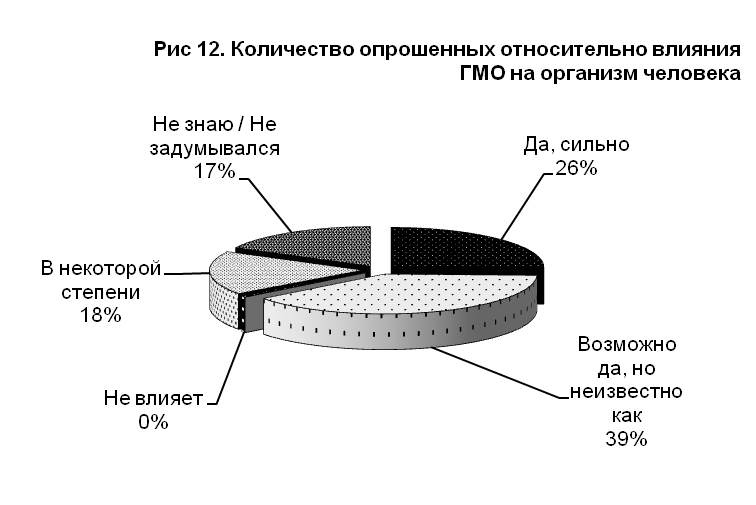 Рис 12. Количество опрошенных относительно влияния
ГМО на организм человека
Не знаю / Не
задумывался
17%
Да, сильно
26%
В некоторой
степени
18%
Не влияет
0%
Возможно
да, но
неизвестно
как
39%